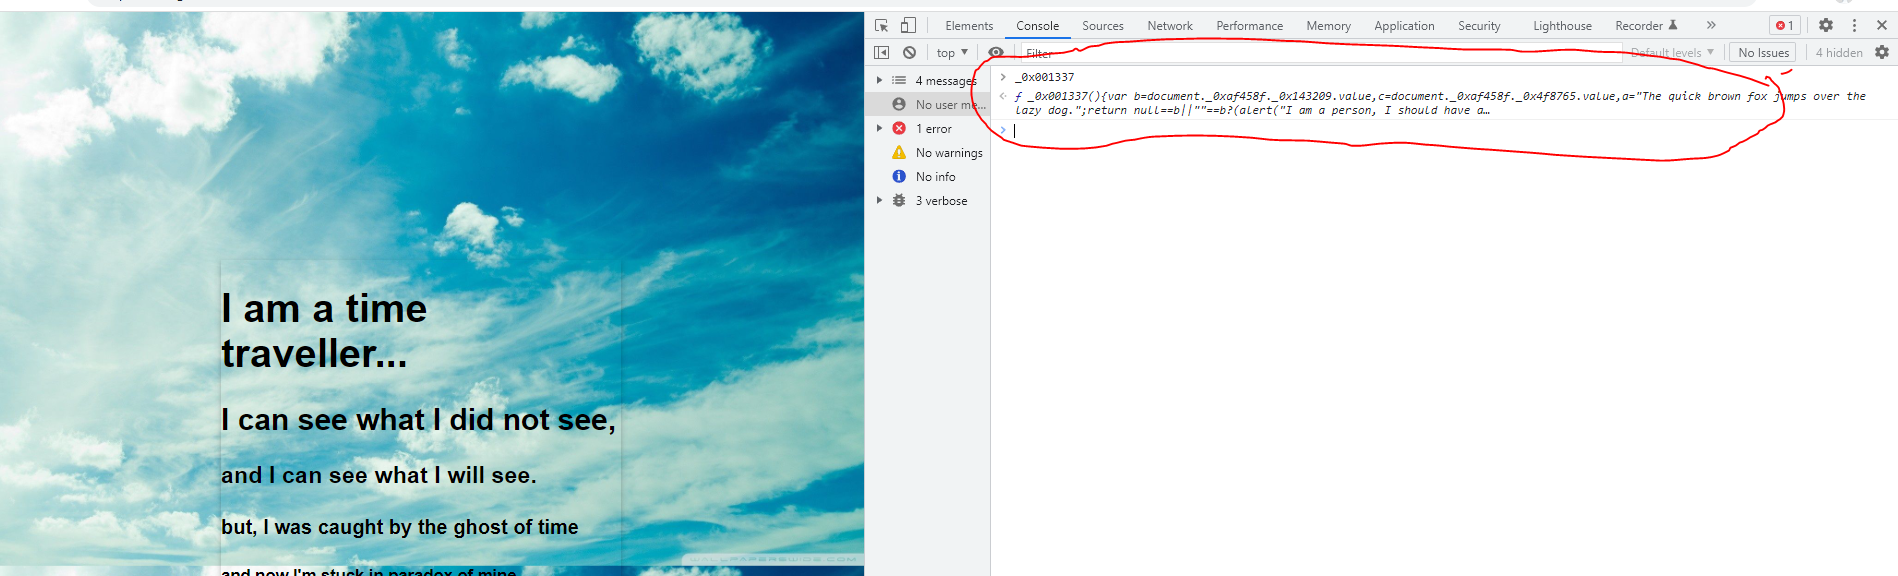 I am a time
traveller...
I can see what I did not see,
and I can see what I will see.
but, I was caught by the ghost of time
and now I'm stuck in paradox of mine
WALLPAPERSWIDE.COM
Elements Console Sources Network Performance Memory Application Security Lighthouse Recorder » 1
top Filter Default levels No Issues 4 hidden
4 messages
No user me...
1 error
No warnings
No info
3 verbose
> _0x001337
ƒ _0x001337(){var b=document._0xaf458f._0x143209.value,c=document._0xaf458f._0x4f8765.value,a="The quick brown fox jumps over the
lazy dog.";return null==b||""==b?(alert("I am a person, I should have a…
>